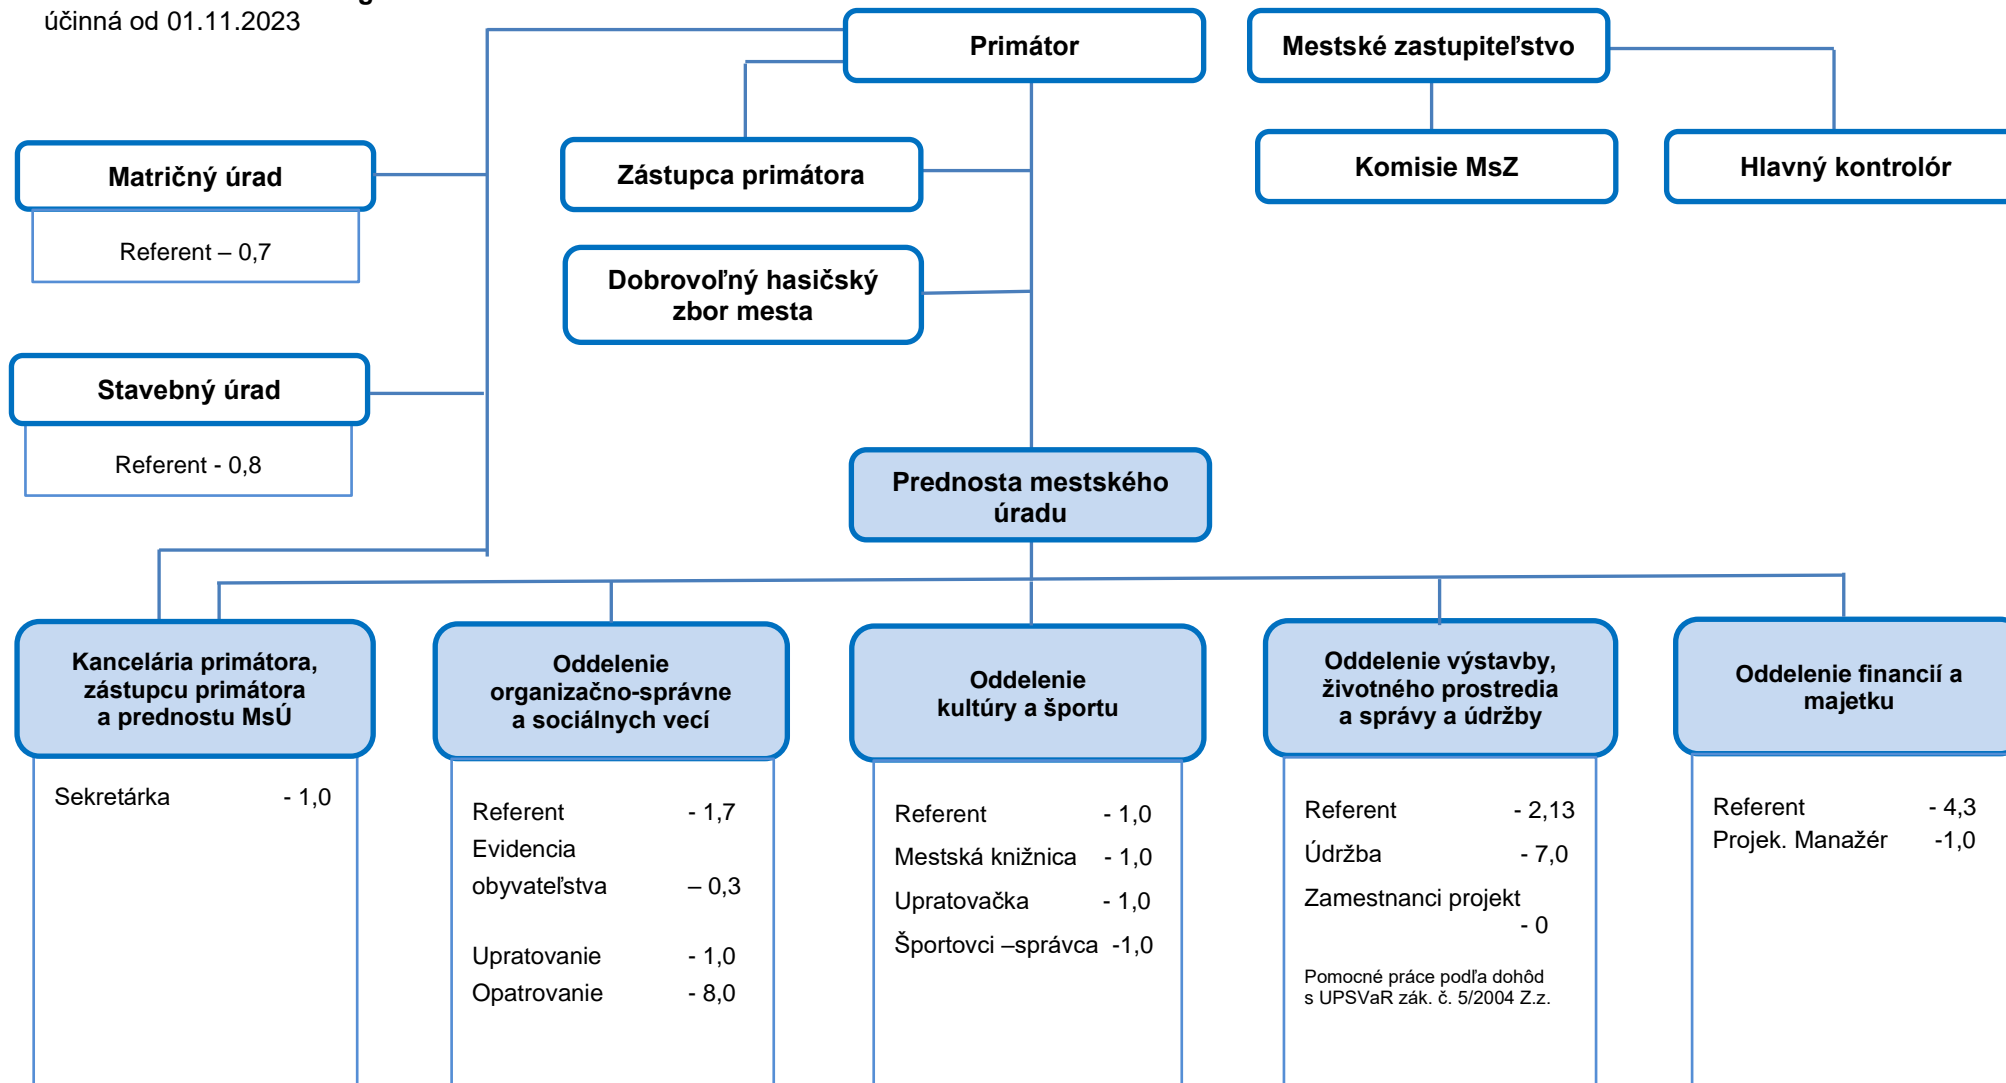 účinná od 01.11.2023
Primátor
Mestské zastupiteľstvo
Matričný úrad
Referent – 0,7
Zástupca primátora
Komisie MsZ
Hlavný kontrolór
Dobrovoľný hasičský
zbor mesta
Stavebný úrad
Referent - 0,8
Prednosta mestského
úradu
Kancelária primátora,
zástupcu primátora
a prednostu MsÚ
Sekretárka - 1,0
Oddelenie
organizačno-správne
a sociálnych vecí
Referent - 1,7
Evidencia
obyvateľstva – 0,3
Upratovanie - 1,0
Opatrovanie - 8,0
Oddelenie
kultúry a športu
Referent - 1,0
Mestská knižnica - 1,0
Upratovačka - 1,0
Športovci –správca -1,0
Oddelenie výstavby,
životného prostredia
a správy a údržby
Referent - 2,13
Údržba - 7,0
Zamestnanci projekt
- 0
Pomocné práce podľa dohôd
s UPSVaR zák. č. 5/2004 Z.z.
Oddelenie financií a
majetku
Referent - 4,3
Projek. Manažér -1,0